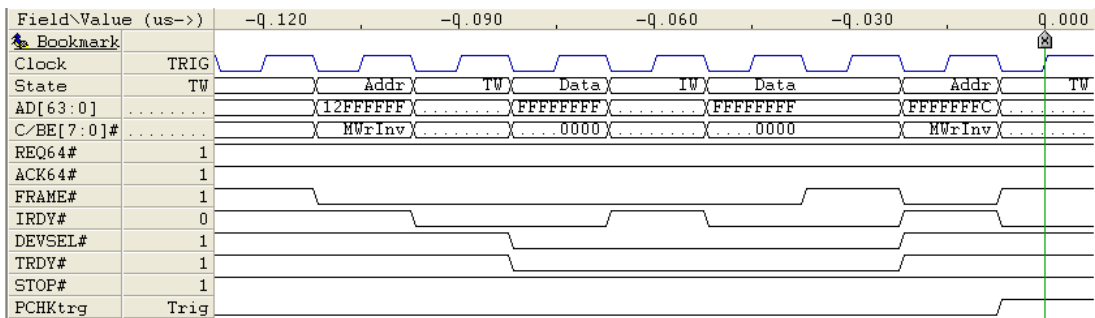 Field\Value (us->) -0.120 -0.090 -0.060 -0.030 0.000
Bookmark
Clock TRIG
State TW Addr TW Data IW Data Addr TW
AD[63:0] ........ 12FFFFFF ........ FFFFFFFF ........ FFFFFFFF FFFFFFFC ........
C/BE[7:0]# ........ MWrInv ........ ....0000 ........ ....0000 MWrInv ........
REQ64# 1
ACK64# 1
FRAME# 1
IRDY# 0
DEVSEL# 1
TRDY# 1
STOP# 1
PCHKtrg Trig